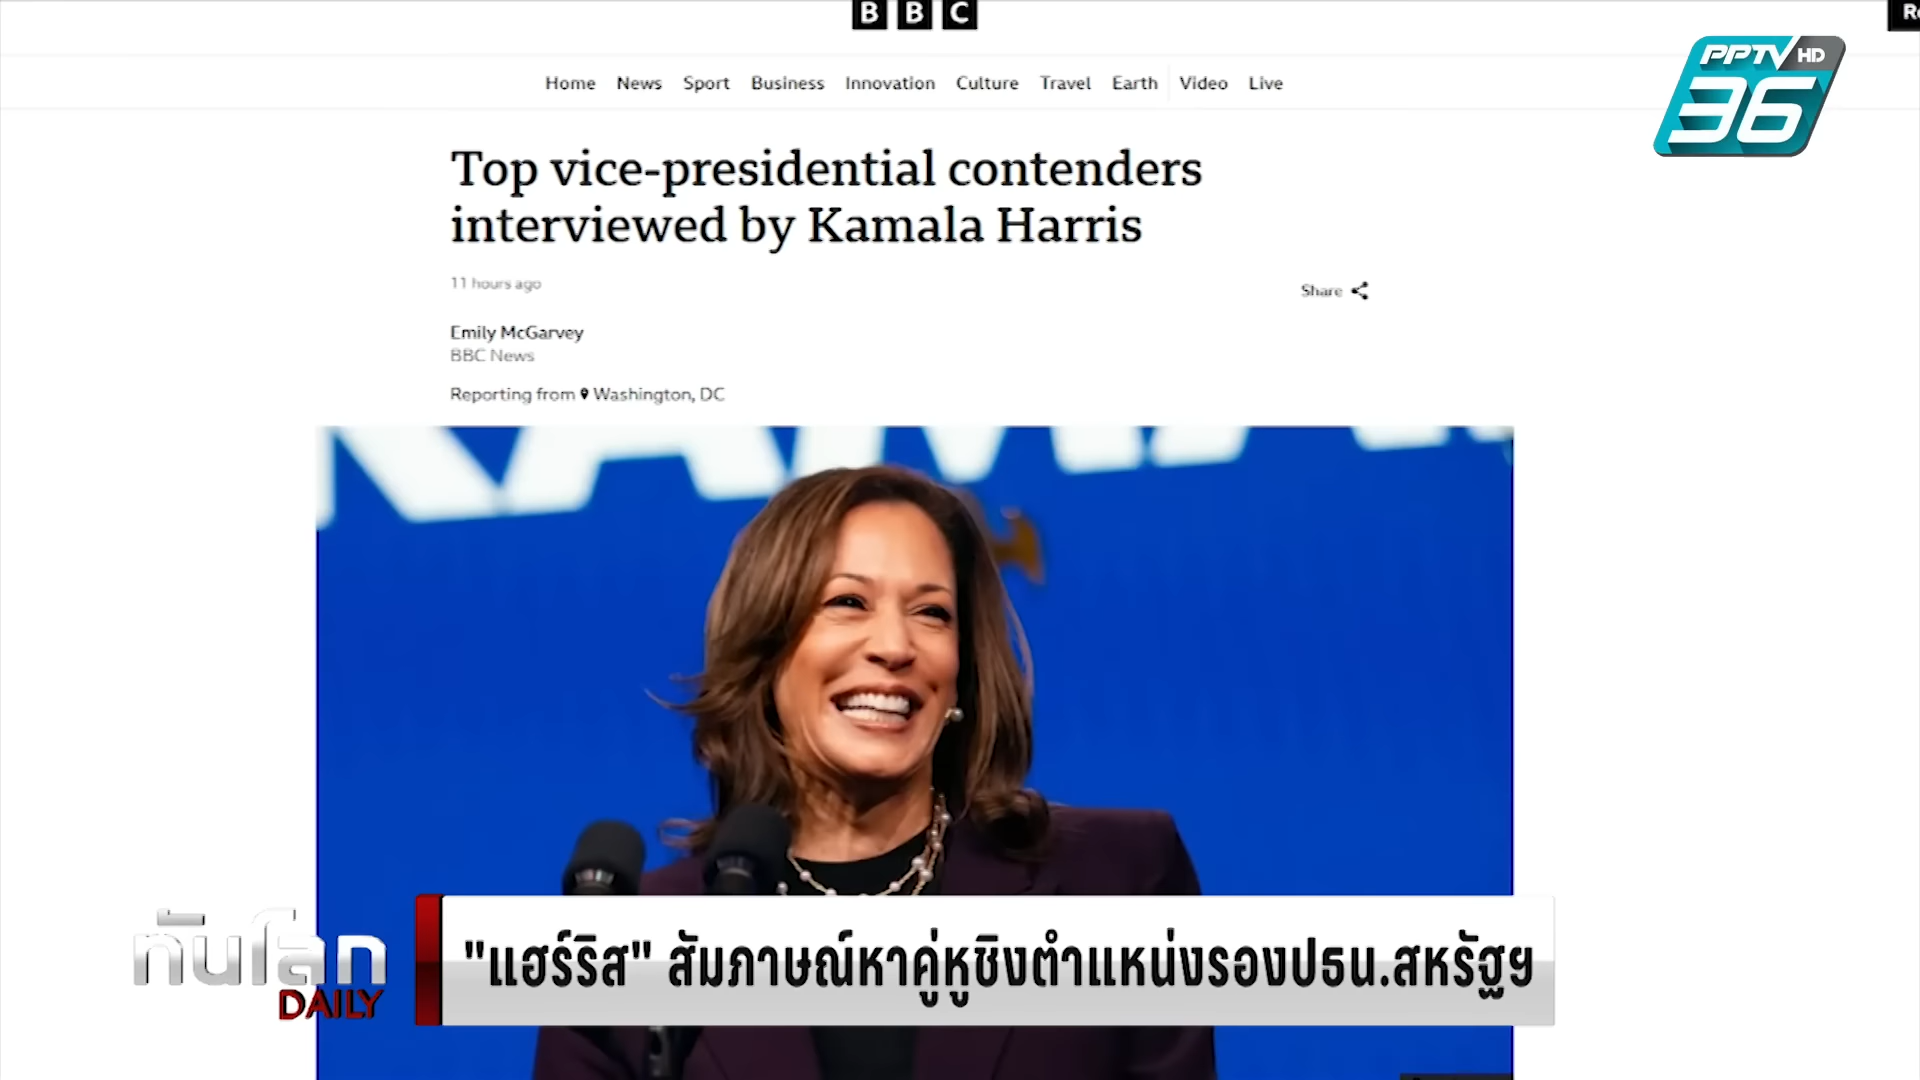 BBC
Re
PPTV HD
36
Home News Sport Business Innovation Culture Travel Earth Video Live
Top vice-presidential contenders
interviewed by Kamala Harris
11 hours ago
Share
Emily McGarvey
BBC News
Reporting from Washington, DC
KAMA
ทันโลก
DAILY
"แฮร์ริส" สัมภาษณ์หาคู่หูชิงตำแหน่งรองปธน.สหรัฐฯ